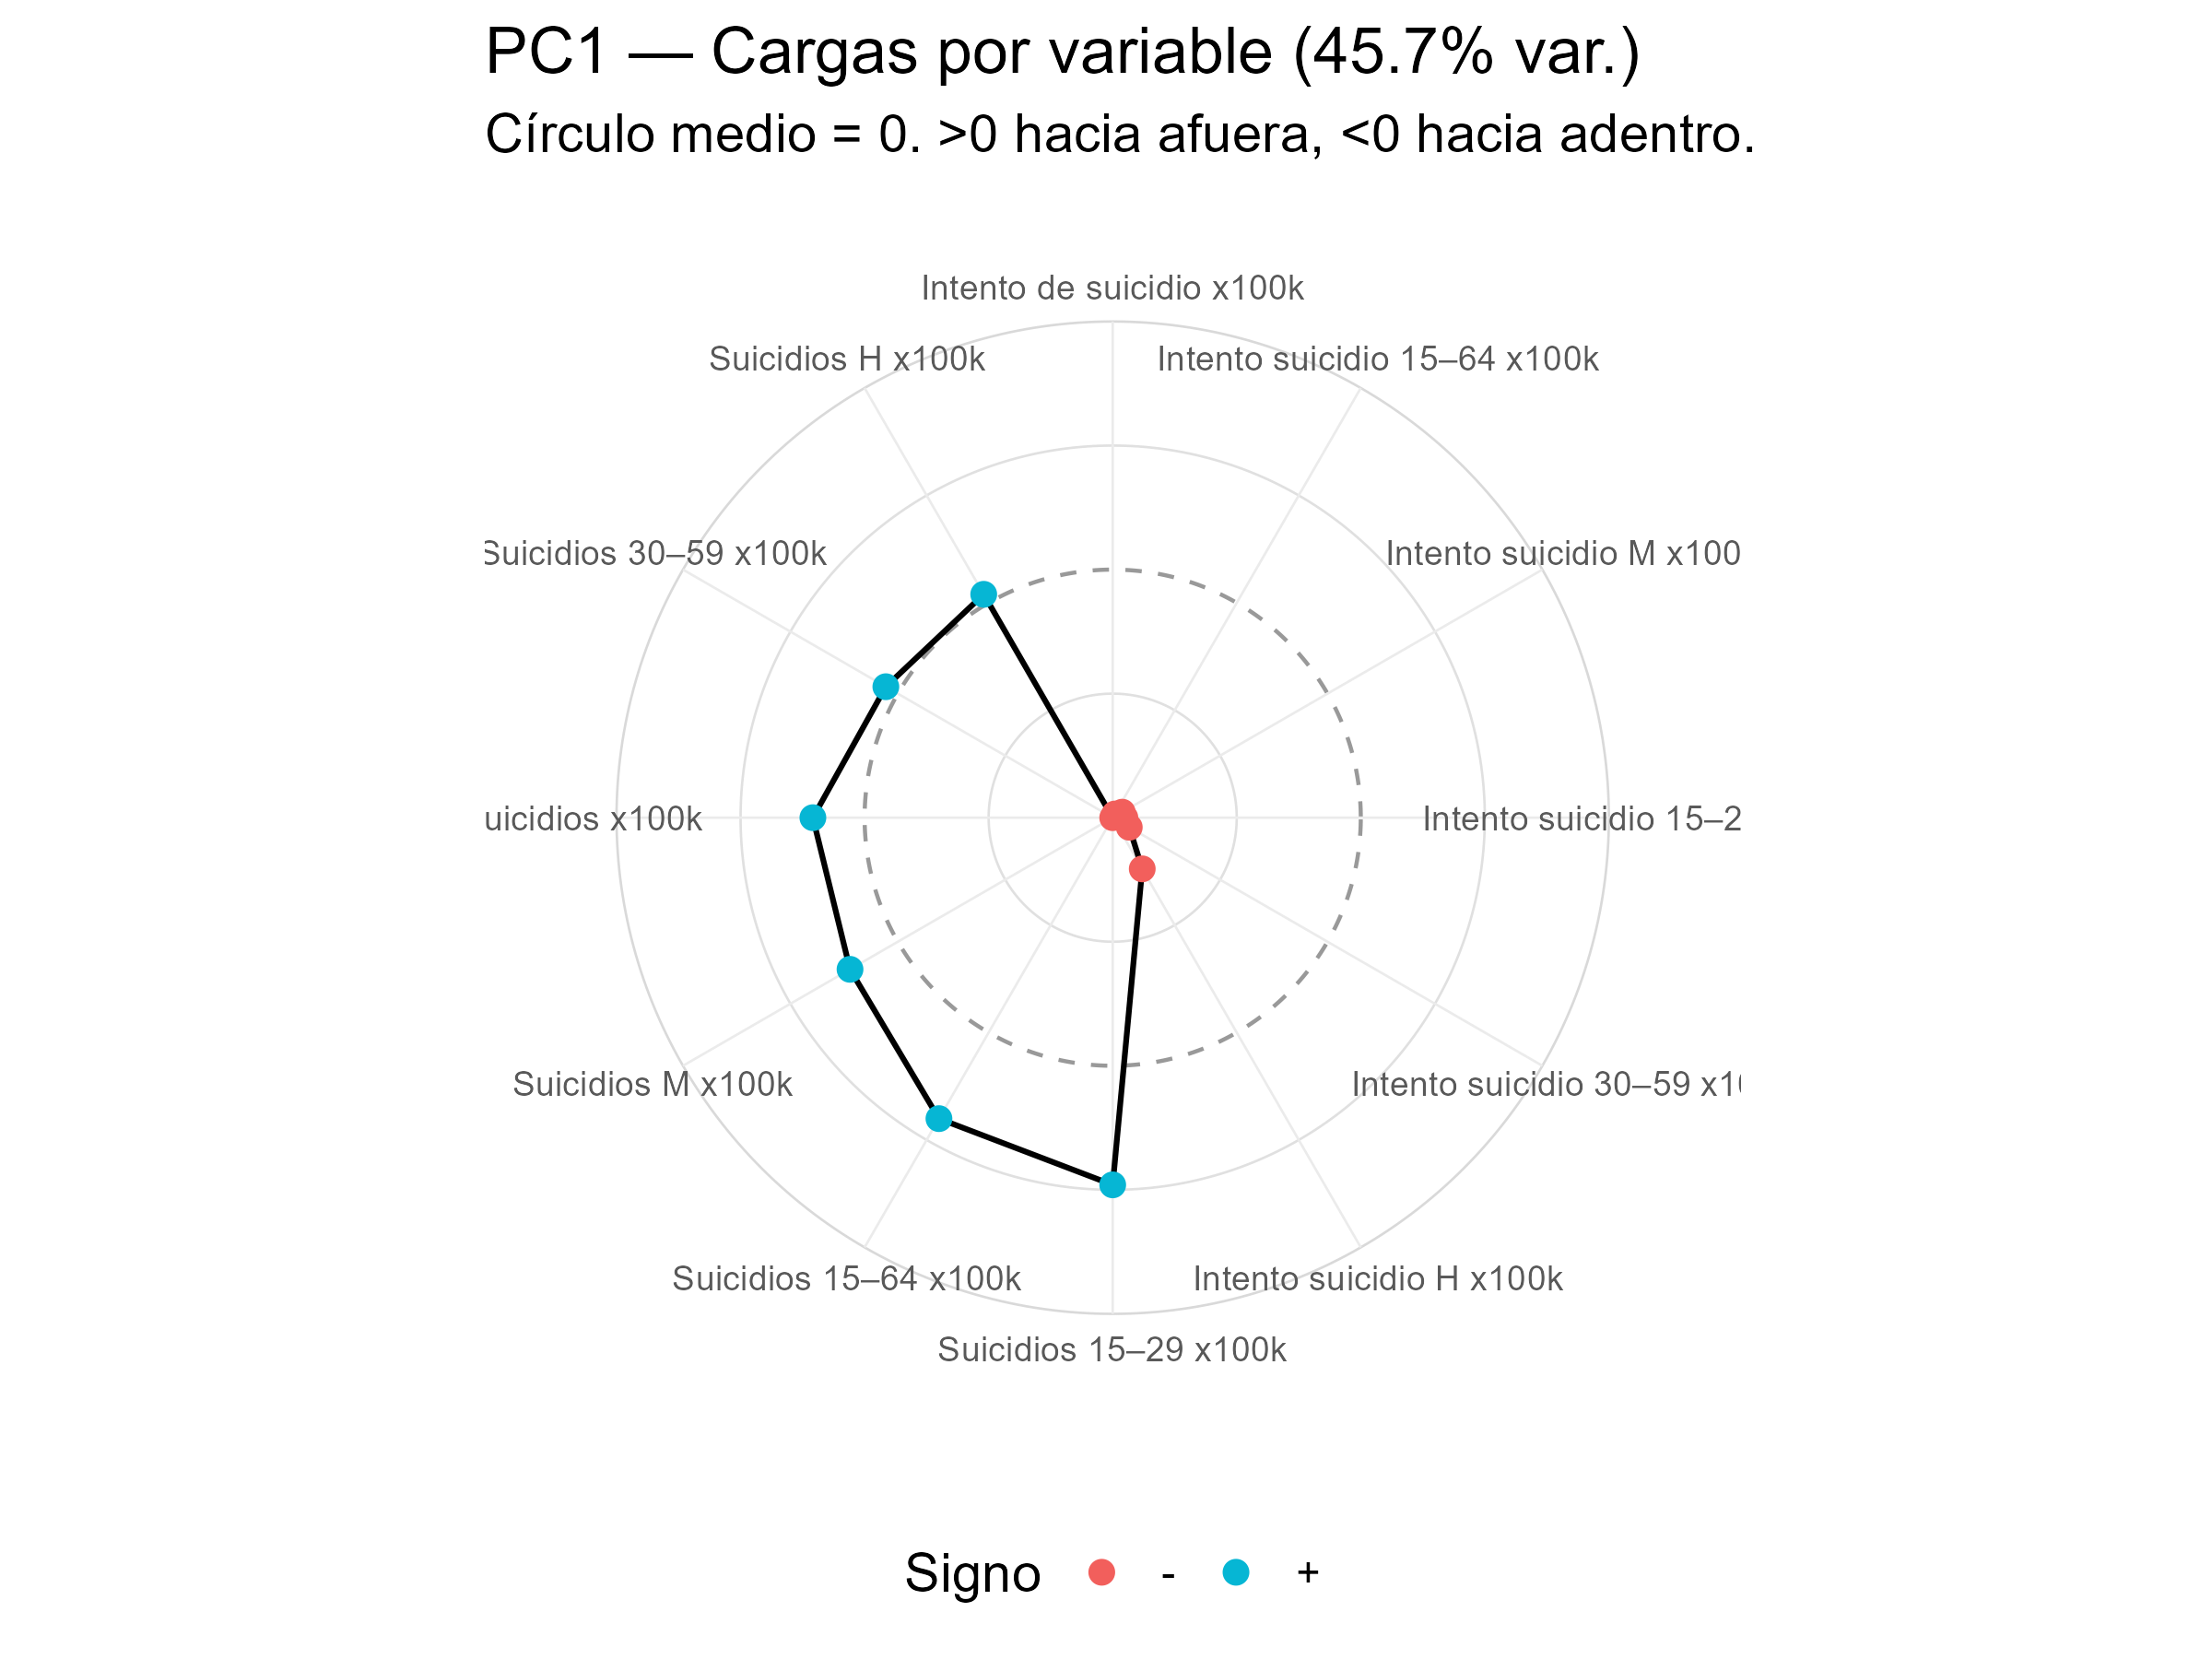 PC1 — Cargas por variable (45.7% var.)
Círculo medio = 0. >0 hacia afuera, <0 hacia adentro.
Intento de suicidio x100k
Suicidios H x100k
Intento suicidio 15–64 x100k
Suicidios 30–59 x100k
Intento suicidio M x100
uicidios x100k
Intento suicidio 15–2
Suicidios M x100k
Intento suicidio 30–59 x1
Suicidios 15–64 x100k
Intento suicidio H x100k
Suicidios 15–29 x100k
Signo - +